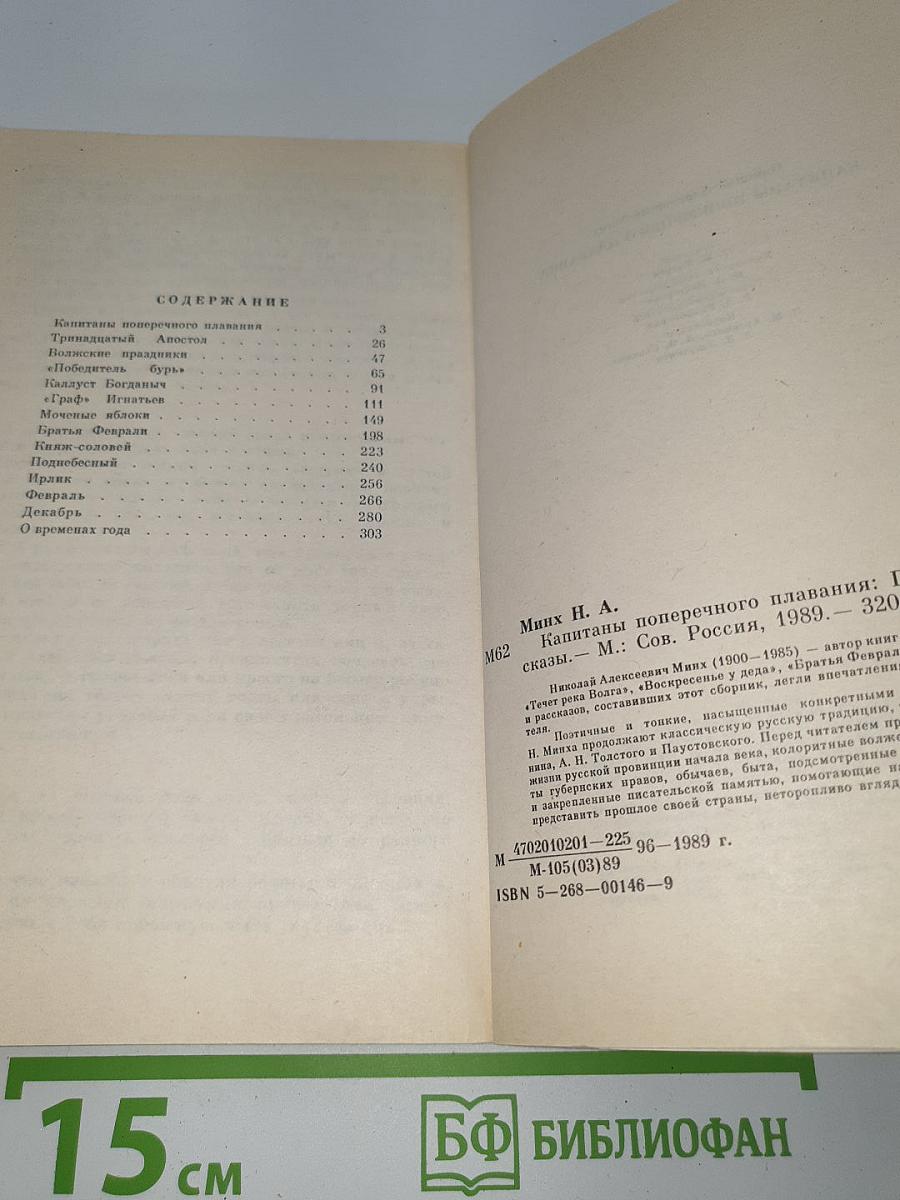 СОДЕРЖАНИЕ
Капитаны поперечного плавания . . . . . 3
Тринадцатый Апостол . . . . . . . 26
Волжские праздники . . . . . . . . 47
«Победитель бурь» . . . . . . . . 65
Каллуст Богданыч . . . . . . . . 91
«Граф» Игнатьев . . . . . . . . 111
Моченые яблоки . . . . . . . . . 149
Братья Феврали . . . . . . . . . 198
Княж-соловей . . . . . . . . . . 223
Поднебесный . . . . . . . . . . 240
Ирлик . . . . . . . . . . . . 256
Февраль . . . . . . . . . . . . 266
Декабрь . . . . . . . . . . . . 280
О временах года . . . . . . . . . 303
Минх Н. А.
М62 Капитаны поперечного плавания:
сказы.— М.: Сов. Россия, 1989.— 320
Николай Алексеевич Минх (1900—1985) — автор книг
«Течет река Волга», «Воскресенье у деда», «Братья Феврал
и рассказов, составивших этот сборник, легли впечатления
теля.
Поэтичные и тонкие, насыщенные конкретными
Н. Минха продолжают классическую русскую традицию,
нина, А. Н. Толстого и Паустовского. Перед читателем пр
жизни русской провинции начала века, колоритные волже
ты губернских нравов, обычаев, быта, подсмотренные
и закрепленные писательской памятью, помогающие на
представить прошлое своей страны, неторопливо вгляд
М 4702010201—225 96—1989 г.
М-105(03)89
ISBN 5—268—00146—9
15 см
БФ БИБЛИОФАН